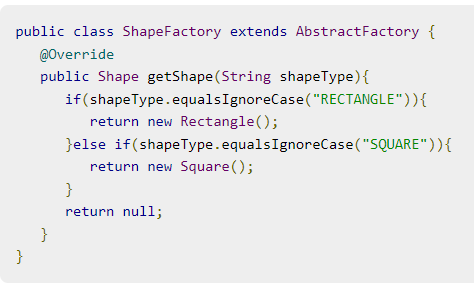 public class ShapeFactory extends AbstractFactory {
   @Override
   public Shape getShape(String shapeType){
      if(shapeType.equalsIgnoreCase("RECTANGLE")){
         return new Rectangle();
      }else if(shapeType.equalsIgnoreCase("SQUARE")){
         return new Square();
      }
      return null;
   }
}